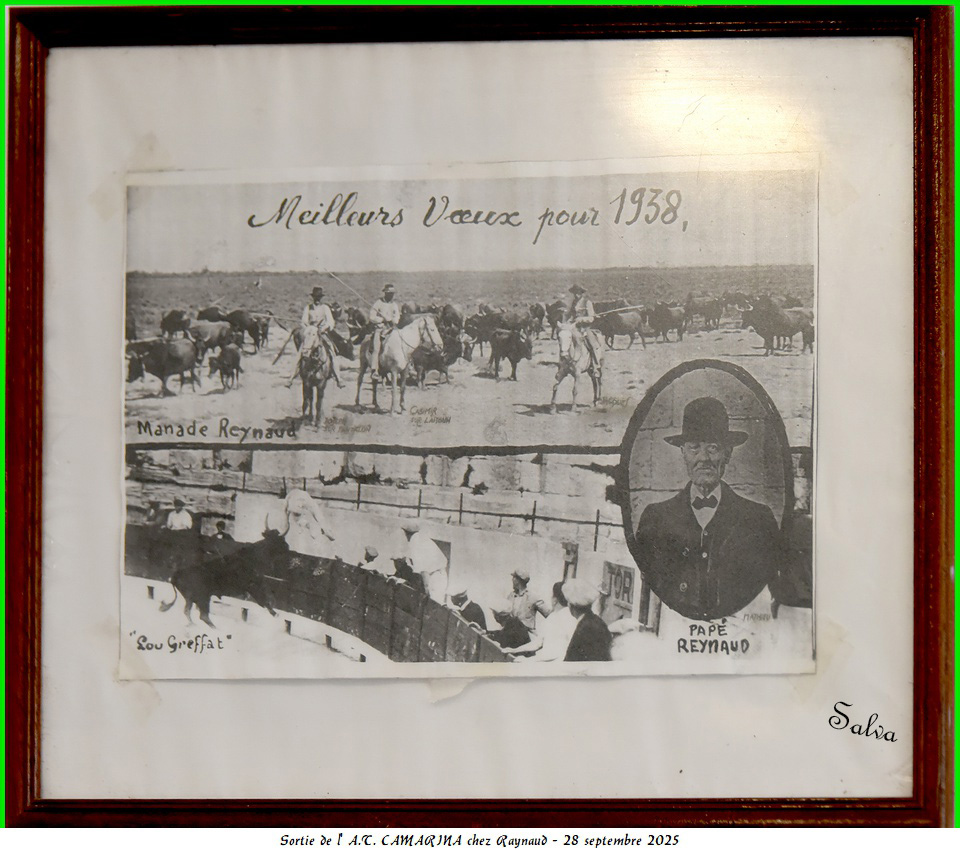 Meilleurs Vœux pour 1938,
CASIMIR
Manade Reynaud
"Lou Greffat"
PAPÉ
REYNAUD
Salva
Sortie de l' A.T. CAMARINA chez Raynaud - 28 septembre 2025